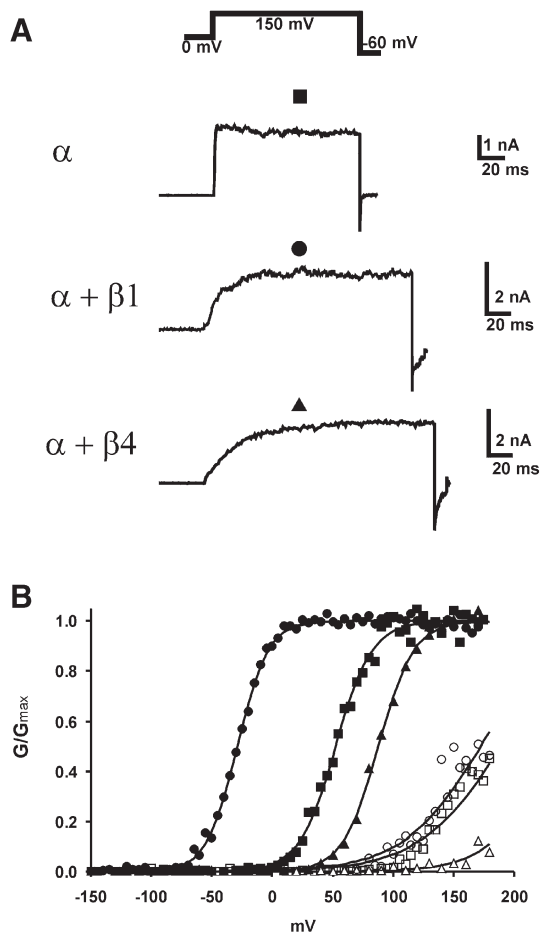 A
0 mV
150 mV
-60 mV
α
1 nA
20 ms
α + β1
2 nA
20 ms
α + β4
2 nA
20 ms
B
G/Gmax
1.0
0.8
0.6
0.4
0.2
0.0
-150 -100 -50 0 50 100 150 200
mV